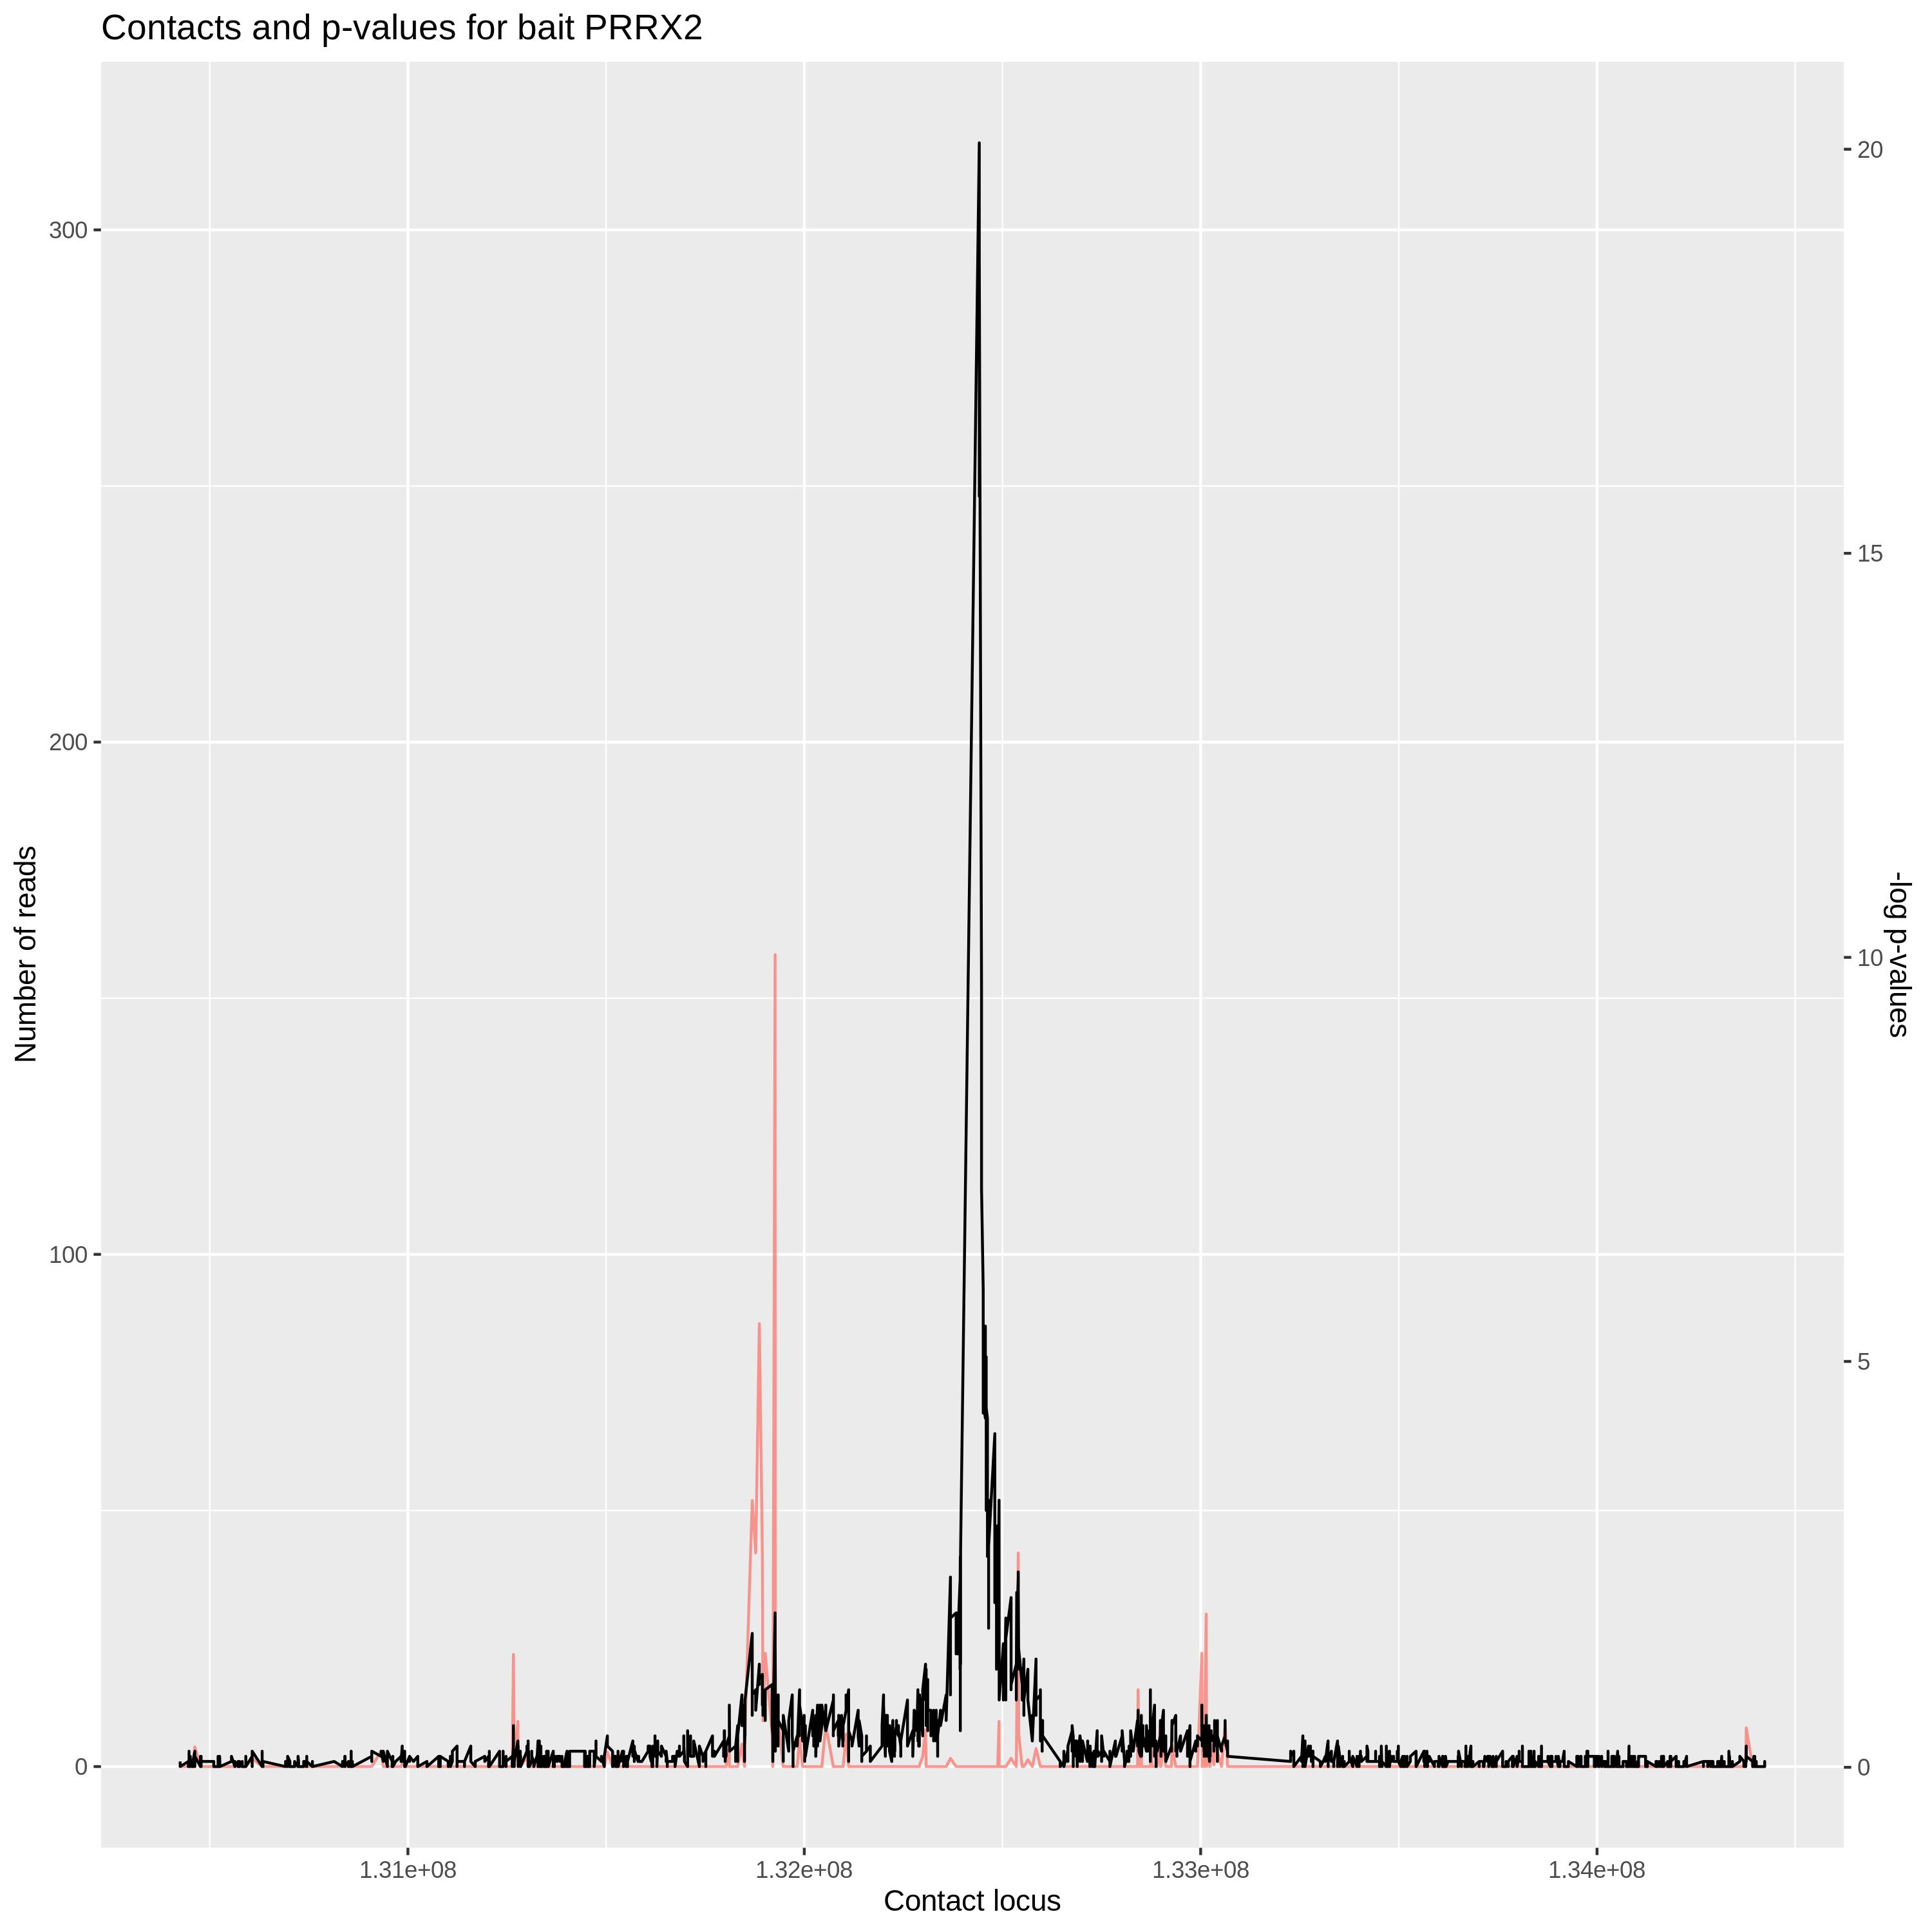 Contacts and p-values for bait PRRX2
Number of reads
300
200
100
0
20
15
10
5
0
-log p-values
1.31e+08
1.32e+08
1.33e+08
1.34e+08
Contact locus